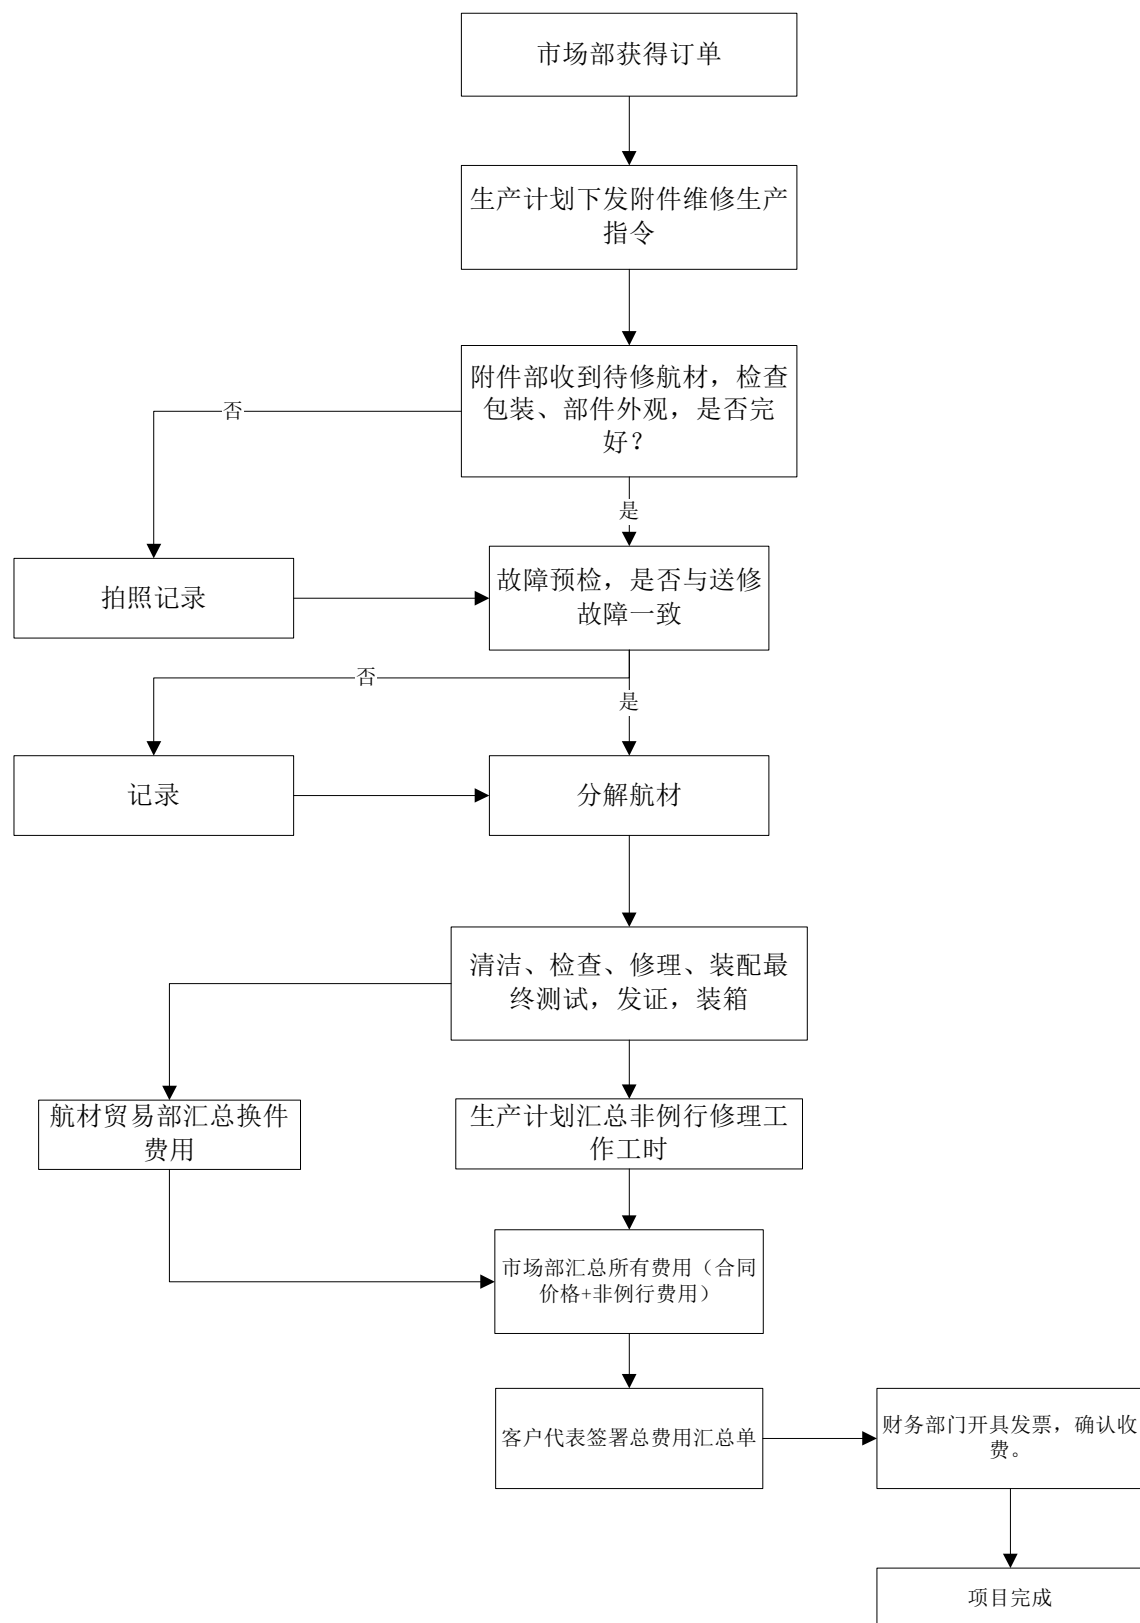 市场部获得订单
生产计划下发附件维修生产
指令
附件部收到待修航材，检查
包装、部件外观，是否完
好？
否
是
拍照记录
故障预检，是否与送修
故障一致
否
是
记录
分解航材
清洁、检查、修理、装配最
终测试，发证，装箱
航材贸易部汇总换件
费用
生产计划汇总非例行修理工
作工时
市场部汇总所有费用（合同
价格+非例行费用）
客户代表签署总费用汇总单
财务部门开具发票，确认收
费。
项目完成